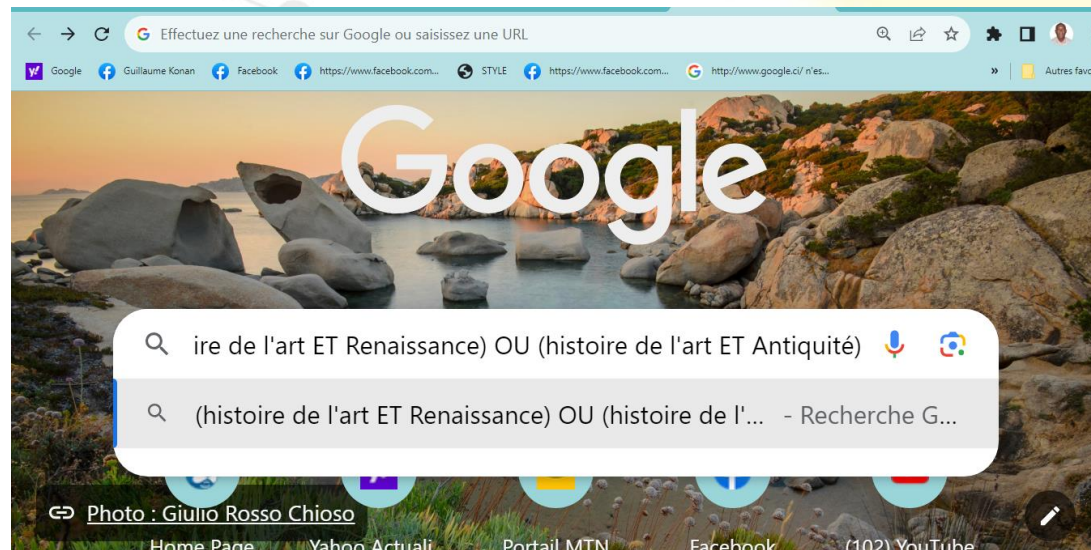 Effectuez une recherche sur Google ou saisissez une URL
y! Google Guillaume Konan Facebook https://www.facebook.com... STYLE https://www.facebook.com... http://www.google.ci/ n'es... » Autres favo
Google
ire de l'art ET Renaissance) OU (histoire de l'art ET Antiquité)
(histoire de l'art ET Renaissance) OU (histoire de l'... - Recherche G...
Photo : Giulio Rosso Chioso
Home Page Yahoo Actuali Portail MTN Facebook (102) YouTube